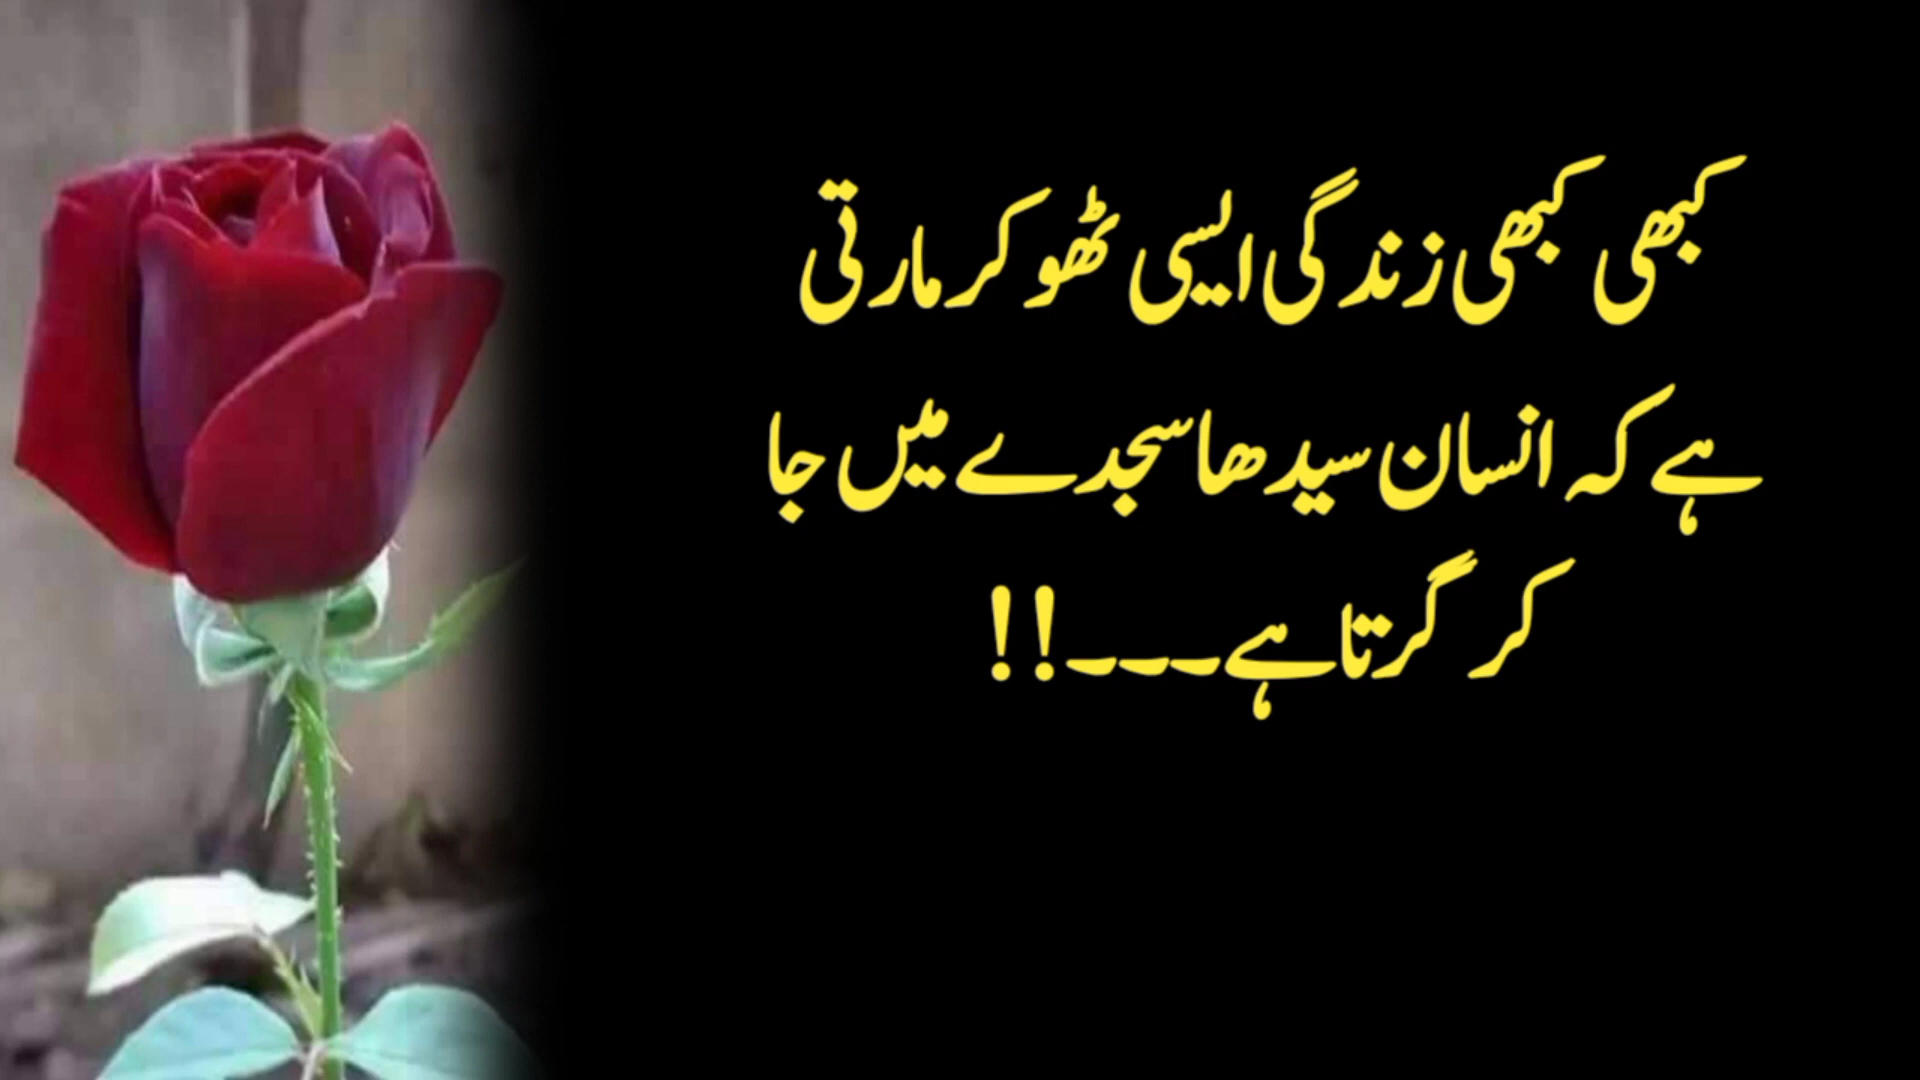 کبھی کبھی زندگی ایسی ٹھوکر مارتی
ہے کہ انسان سیدھا سجدے میں جا
کر گرتا ہے۔۔۔!!